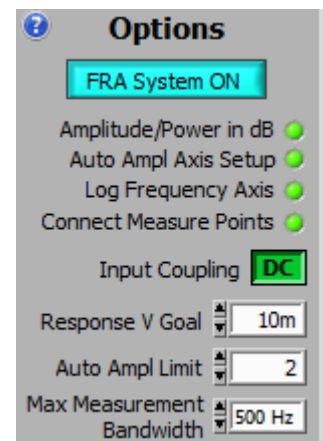 ? Options
FRA System ON
Amplitude/Power in dB
Auto Ampl Axis Setup
Log Frequency Axis
Connect Measure Points
Input Coupling DC
Response V Goal 10m
Auto Ampl Limit 2
Max Measurement
Bandwidth 500 Hz